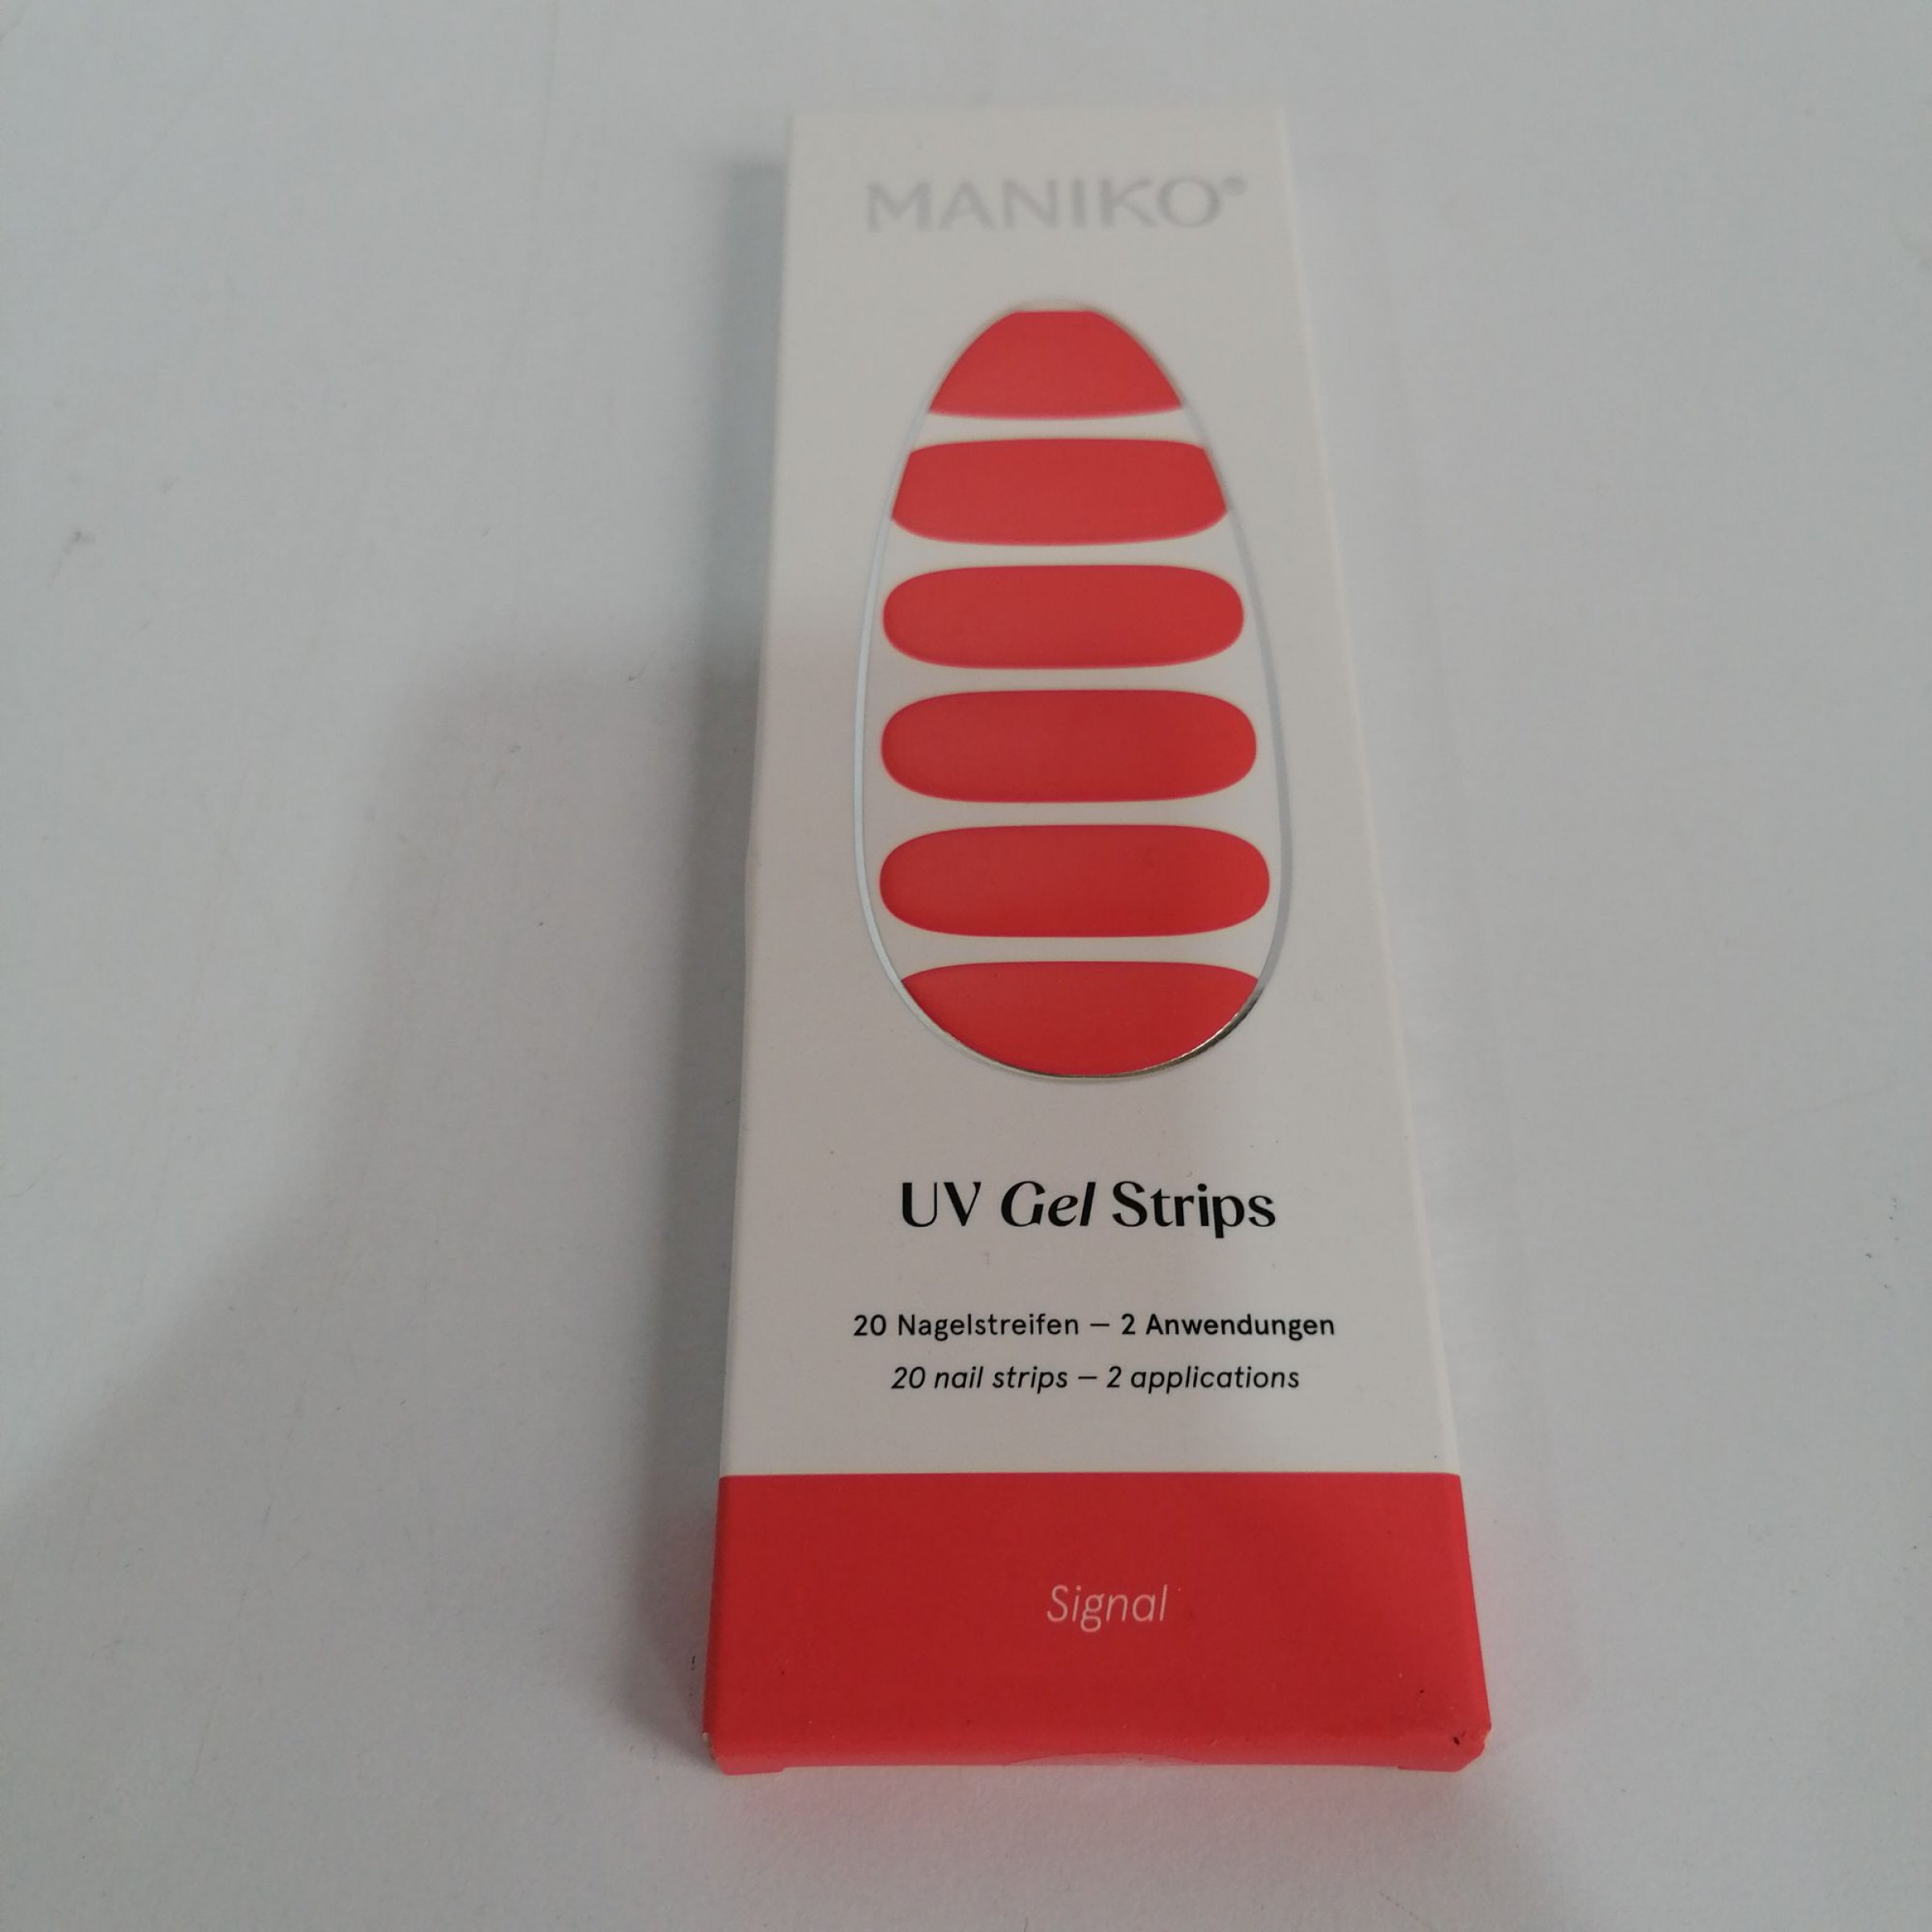 MANIKO®
UV Gel Strips
20 Nagelstreifen – 2 Anwendungen
20 nail strips – 2 applications
Signal